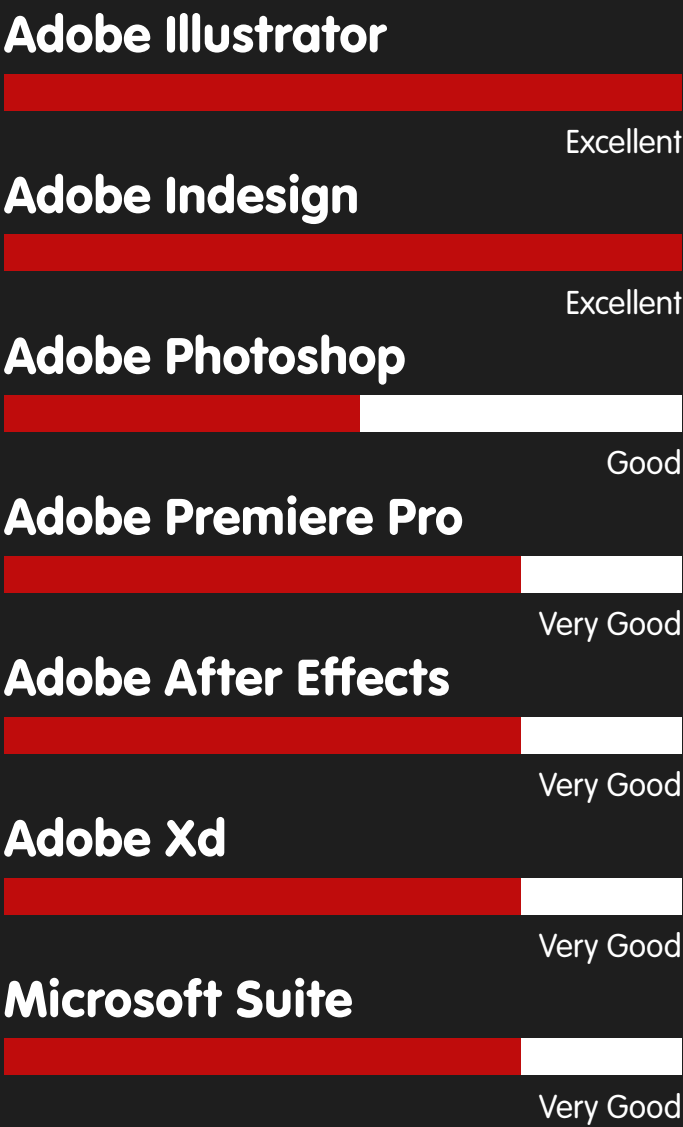 Adobe Illustrator
Excellent
Adobe Indesign
Excellent
Adobe Photoshop
Good
Adobe Premiere Pro
Very Good
Adobe After Effects
Very Good
Adobe Xd
Very Good
Microsoft Suite
Very Good